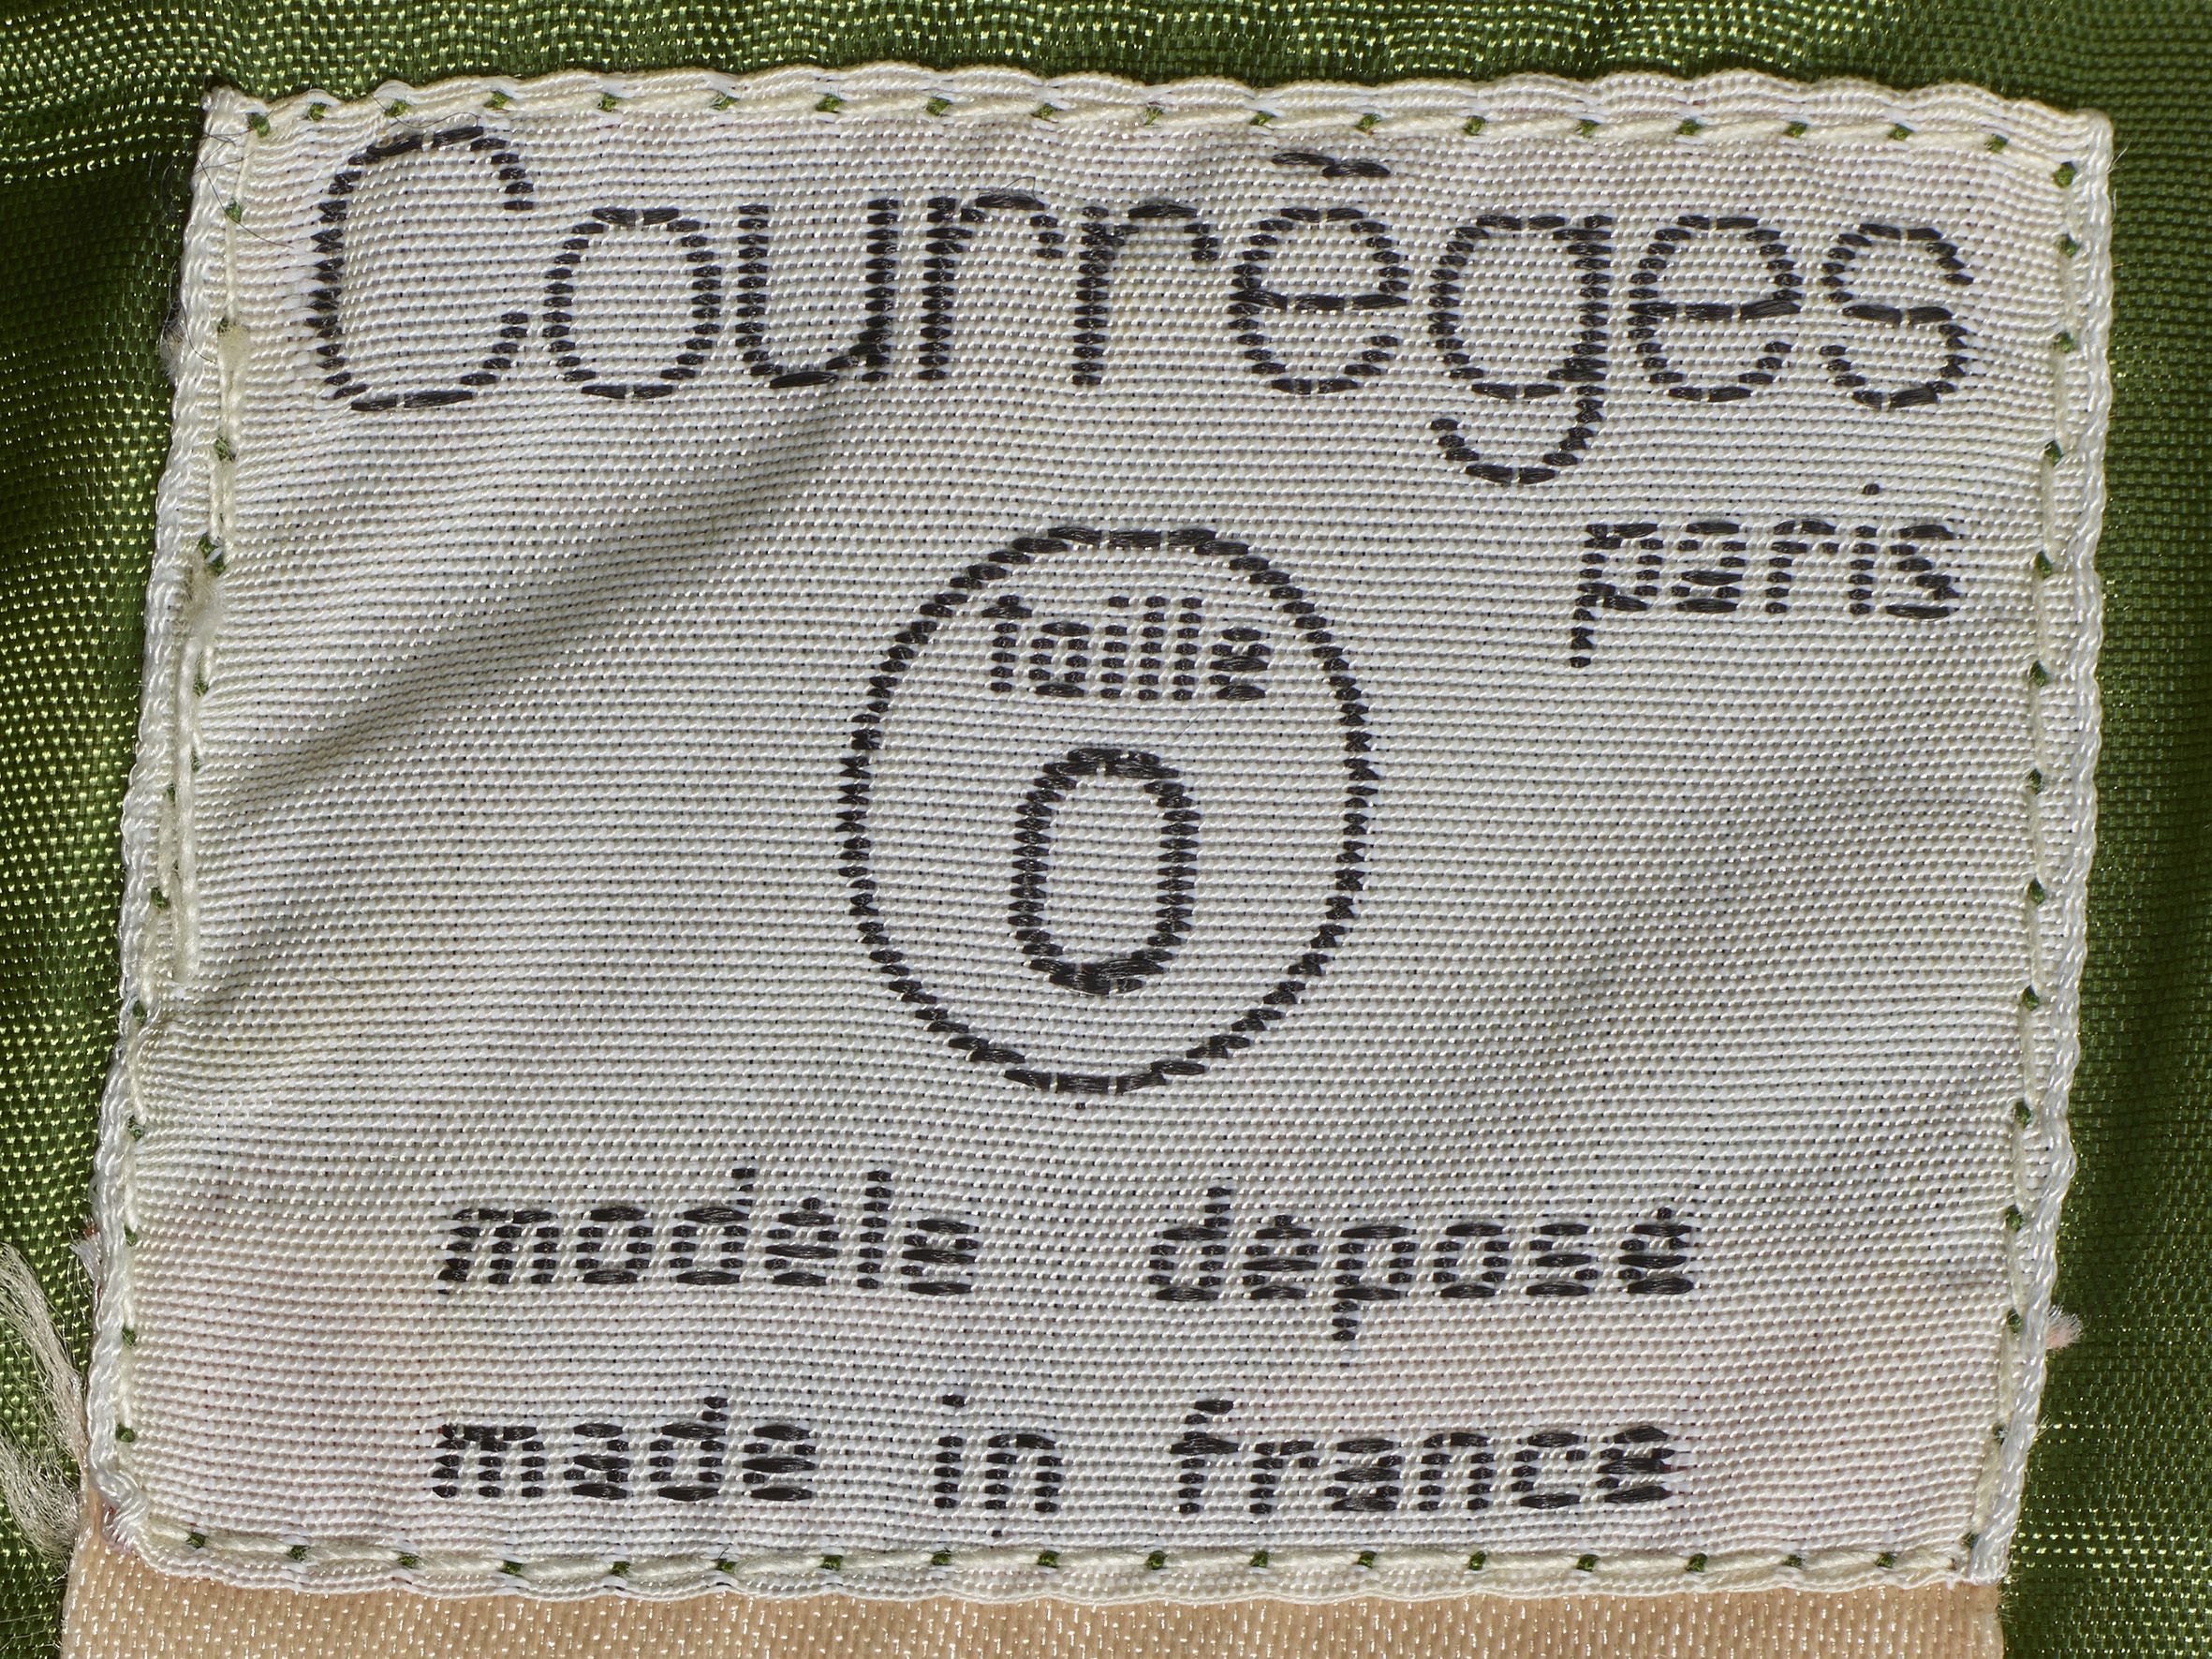 Courrèges
paris
taille
0
modèle déposé
made in france